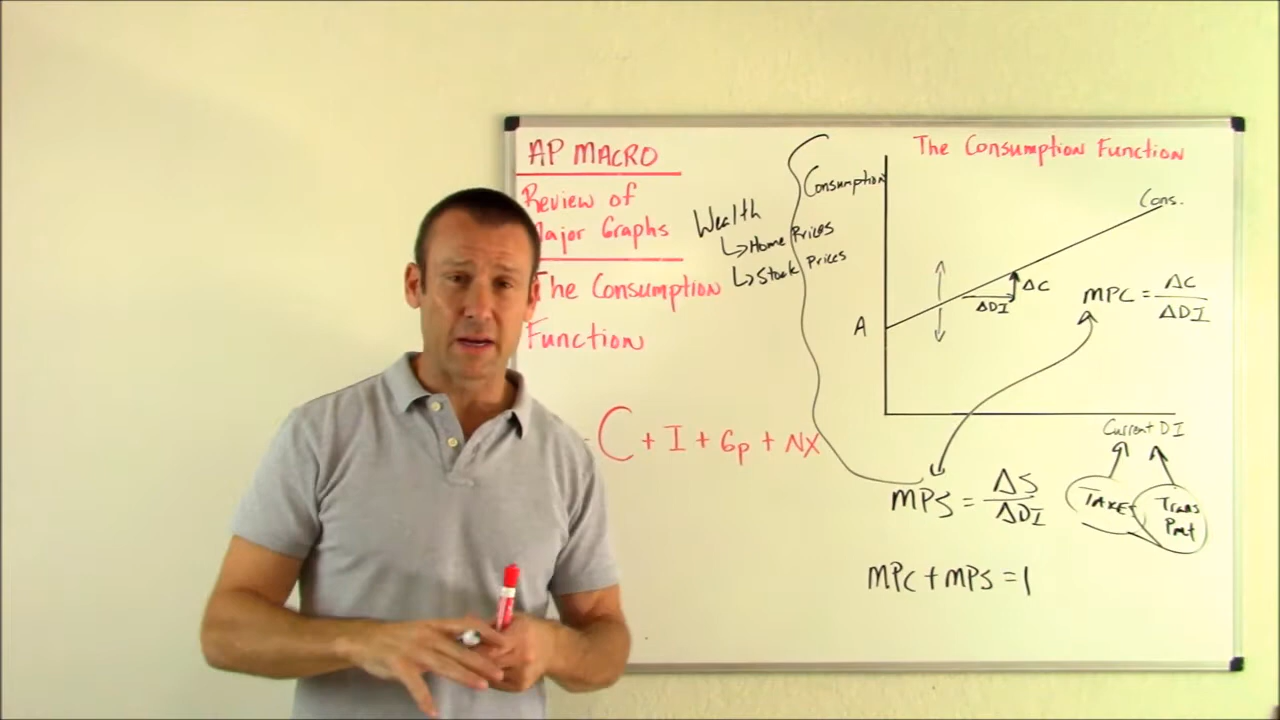 AP MACRO
Review of
Major Graphs
The Consumption
Function
C + I + Gp + NX
Wealth
↳ Home Prices
↳ Stock Prices
The Consumption Function
Consumption
Cons.
ΔC
ΔDI
A
MPC = ΔC/ΔDI
Current DI
Taxes
Trans
Pmt
MPS = ΔS/ΔDI
MPC + MPS = 1